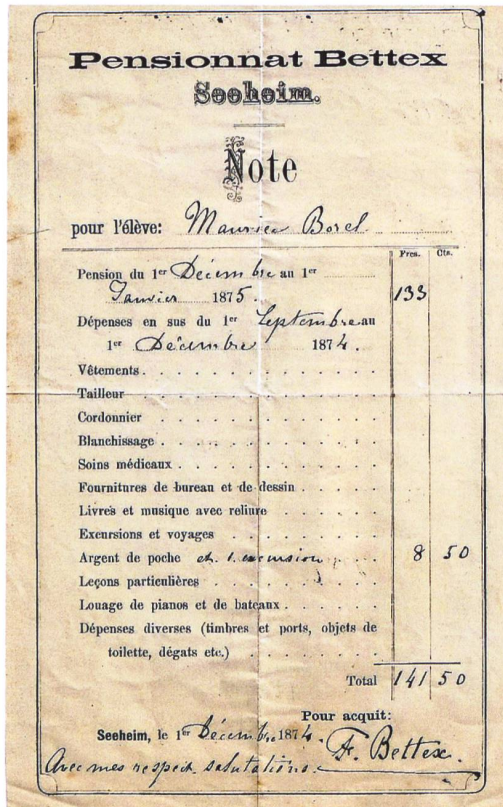 Pensionnat Bettex
Seeheim.
Note
pour l'élève: Maurice Borel
Frcs. Cts.
Pension du 1er Décembre au 1er
Janvier 1875. 133
Dépenses en sus du 1er Septembre au
1er Décembre 1874.
Vêtements
Tailleur
Cordonnier
Blanchissage
Soins médicaux
Fournitures de bureau et de dessin
Livres et musique avec reliure
Excursions et voyages
Argent de poche et 1 excursion 8 50
Leçons particulières
Louage de pianos et de bateaux
Dépenses diverses (timbres et ports, objets de
toilette, dégats etc.)
Total 141 50
Pour acquit:
Seeheim, le 1er Décembre 1874. F. Bettex.
Avec mes respect. salutations.